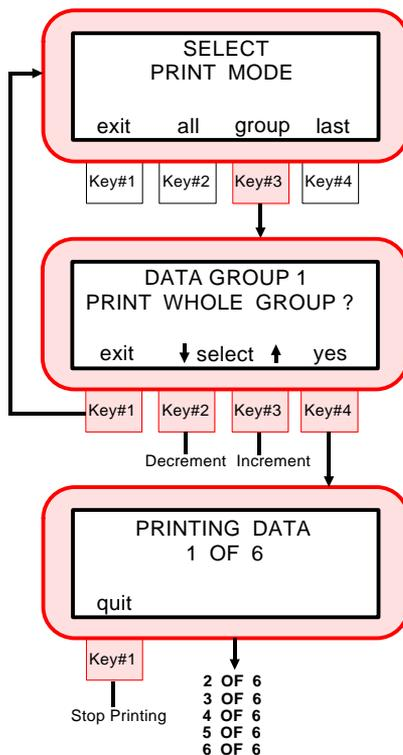 SELECT
PRINT MODE
exit all group last
Key#1 Key#2 Key#3 Key#4
DATA GROUP 1
PRINT WHOLE GROUP ?
exit select yes
Key#1 Key#2 Key#3 Key#4
Decrement Increment
PRINTING DATA
1 OF 6
quit
Key#1
Stop Printing
2 OF 6
3 OF 6
4 OF 6
5 OF 6
6 OF 6